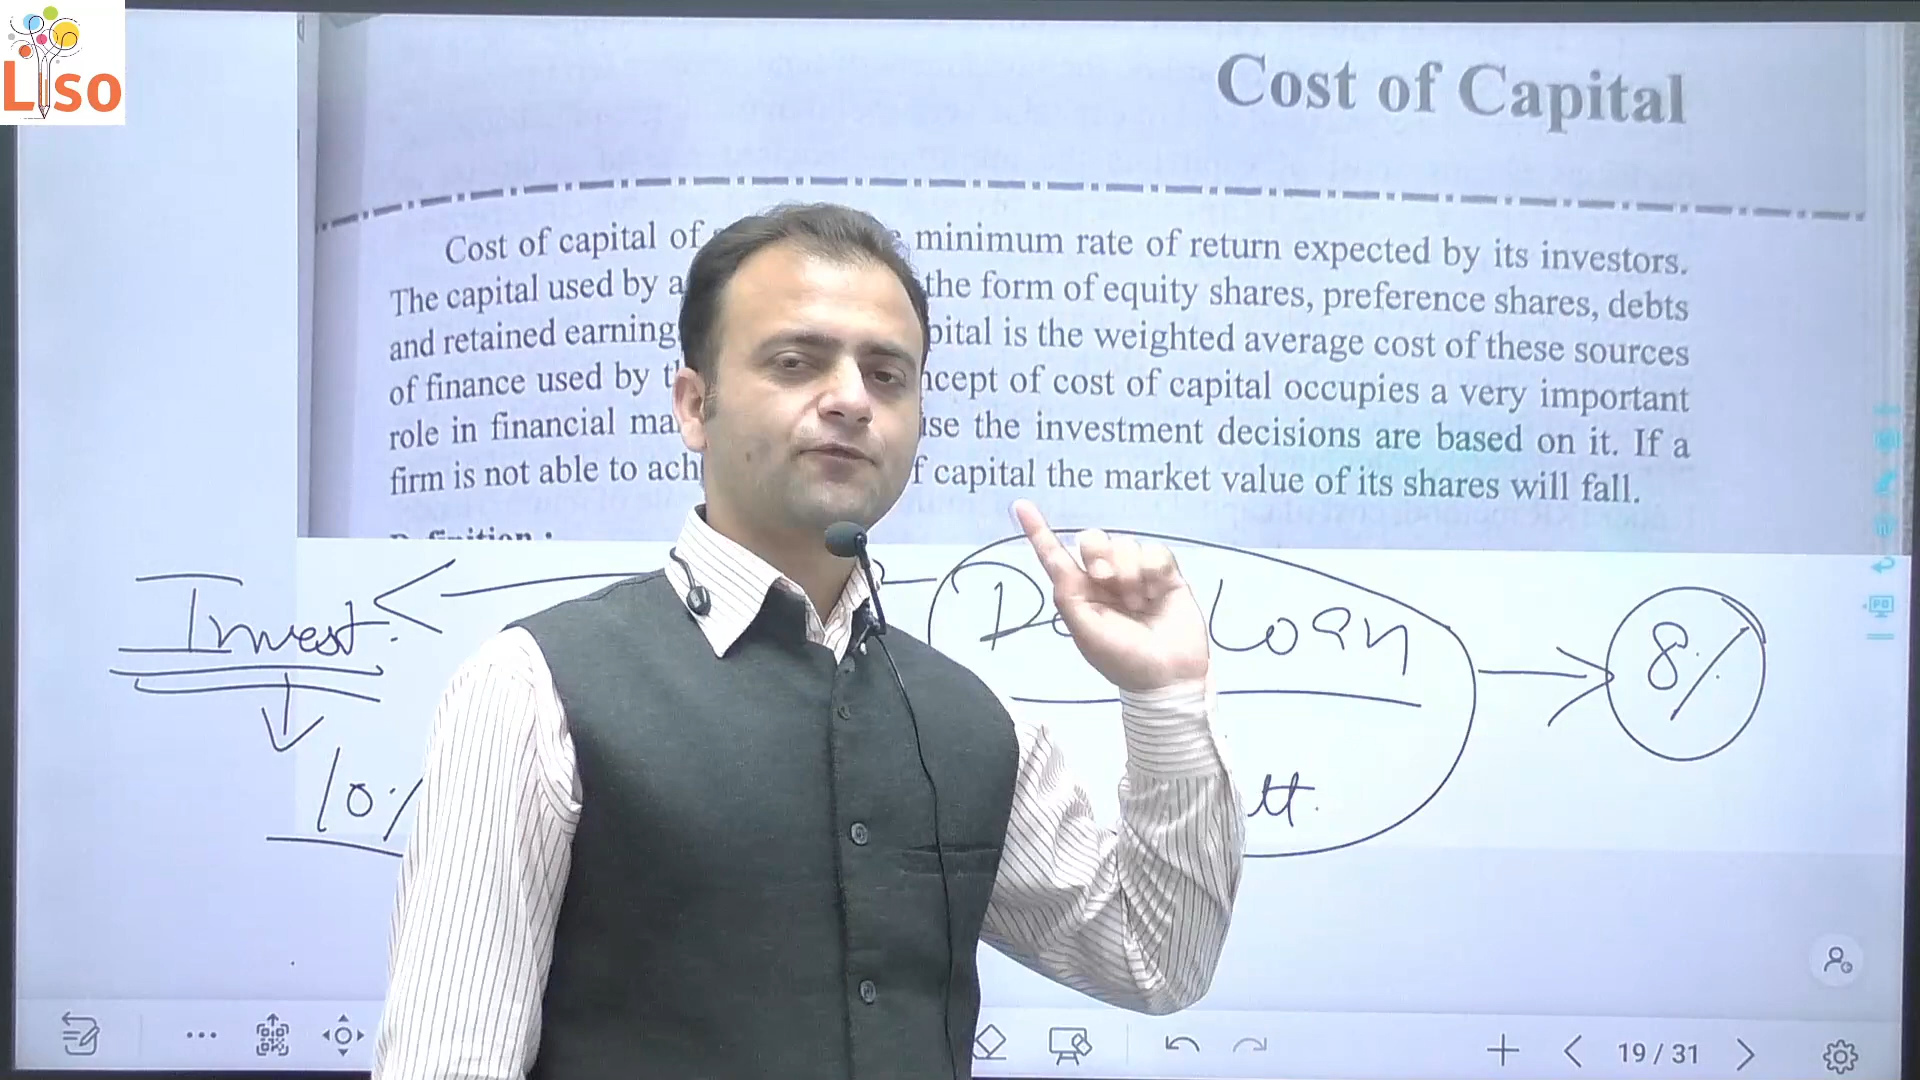 Liso
Cost of Capital
Cost of capital of minimum rate of return expected by its investors.
The capital used by a the form of equity shares, preference shares, debts
and retained earning pital is the weighted average cost of these sources
of finance used by t ncept of cost of capital occupies a very important
role in financial ma use the investment decisions are based on it. If a
firm is not able to ach f capital the market value of its shares will fall.
finition :
Invest. Loan 8%
10%
tt.
19 / 31